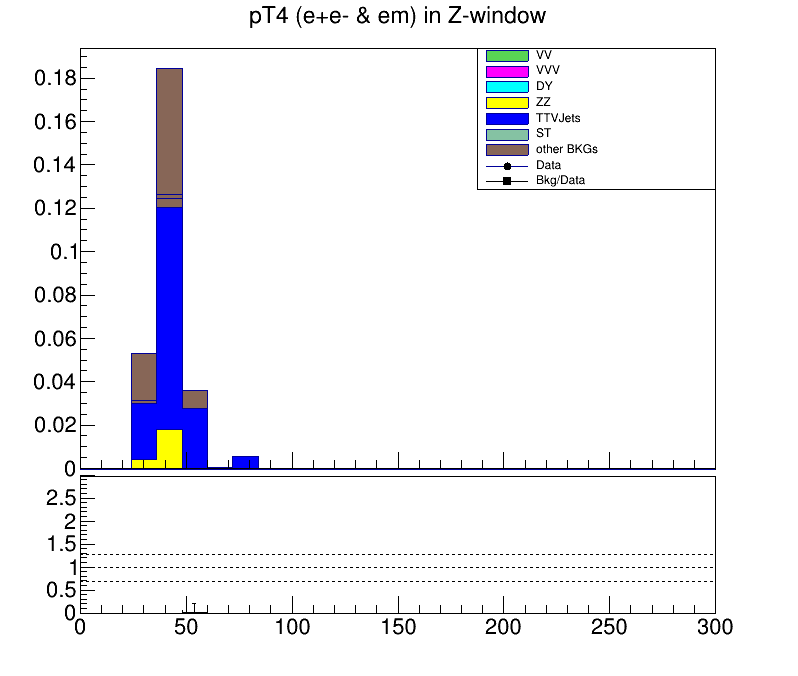 pT4 (e+e- & em) in Z-window
VV
VVV
DY
ZZ
TTVJets
ST
other BKGs
Data
Bkg/Data
0.18
0.16
0.14
0.12
0.1
0.08
0.06
0.04
0.02
0
2.5
2
1.5
1
0.5
0
0 50 100 150 200 250 300